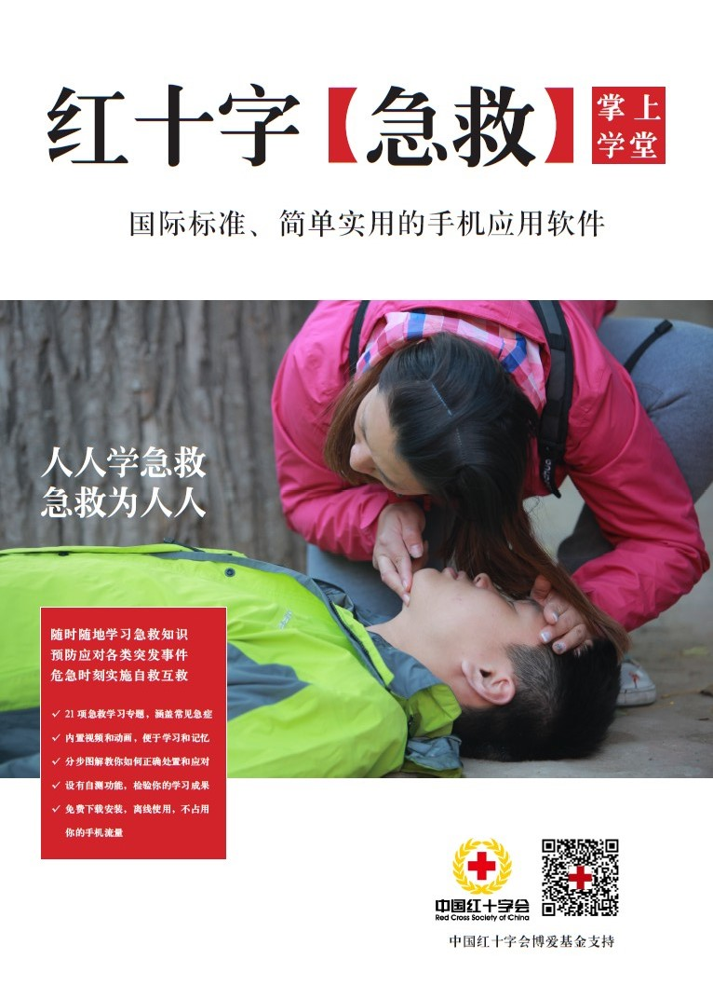 红十字【急救】
掌上
学堂
国际标准、简单实用的手机应用软件
人人学急救
急救为人人
随时随地学习急救知识
预防应对各类突发事件
危急时刻实施自救互救
✓ 21 项急救学习专题，涵盖常见急症
✓ 内置视频和动画，便于学习和记忆
✓ 分步图解教你如何正确处置和应对
✓ 设有自测功能，检验你的学习成果
✓ 免费下载安装，离线使用，不占用
你的手机流量
中国红十字会
Red Cross Society of China
中国红十字会博爱基金支持